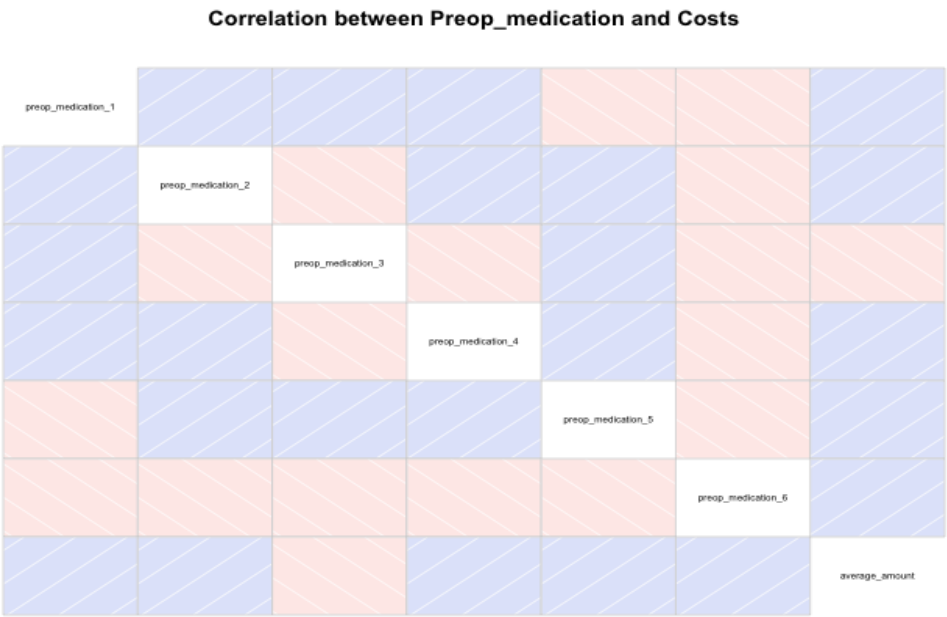 Correlation between Preop_medication and Costs
preop_medication_1
preop_medication_2
preop_medication_3
preop_medication_4
preop_medication_5
preop_medication_6
average_amount